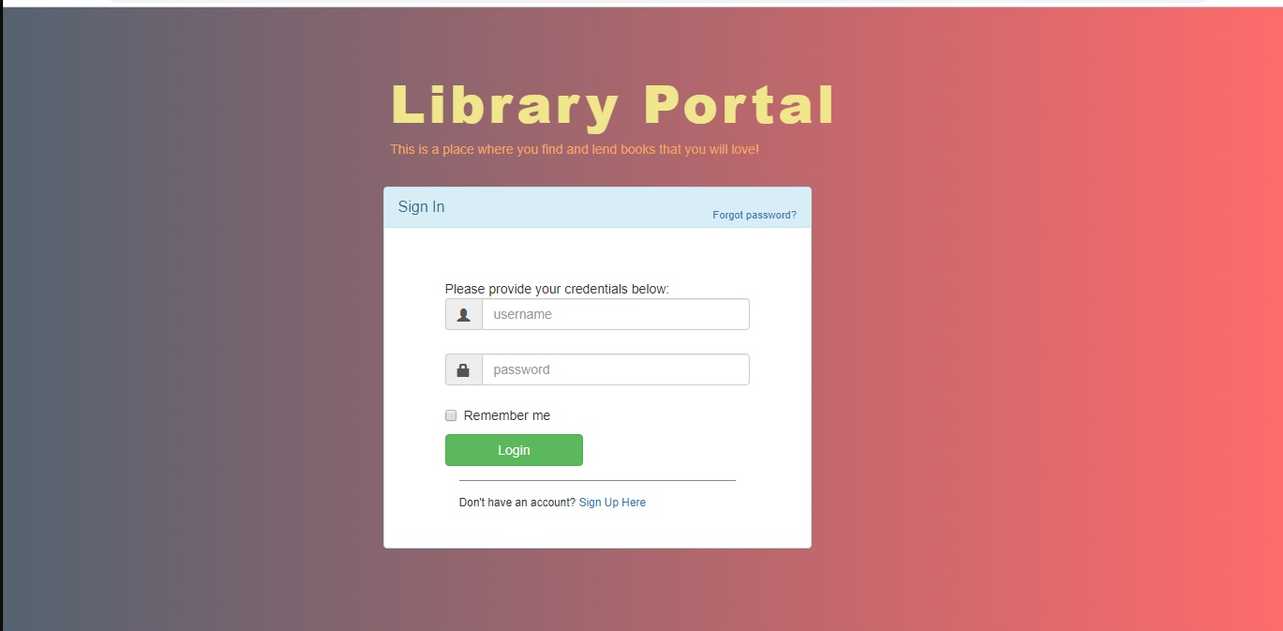 Library Portal
This is a place where you find and lend books that you will love!
Sign In
Forgot password?
Please provide your credentials below:
username
password
Remember me
Login
Don't have an account? Sign Up Here